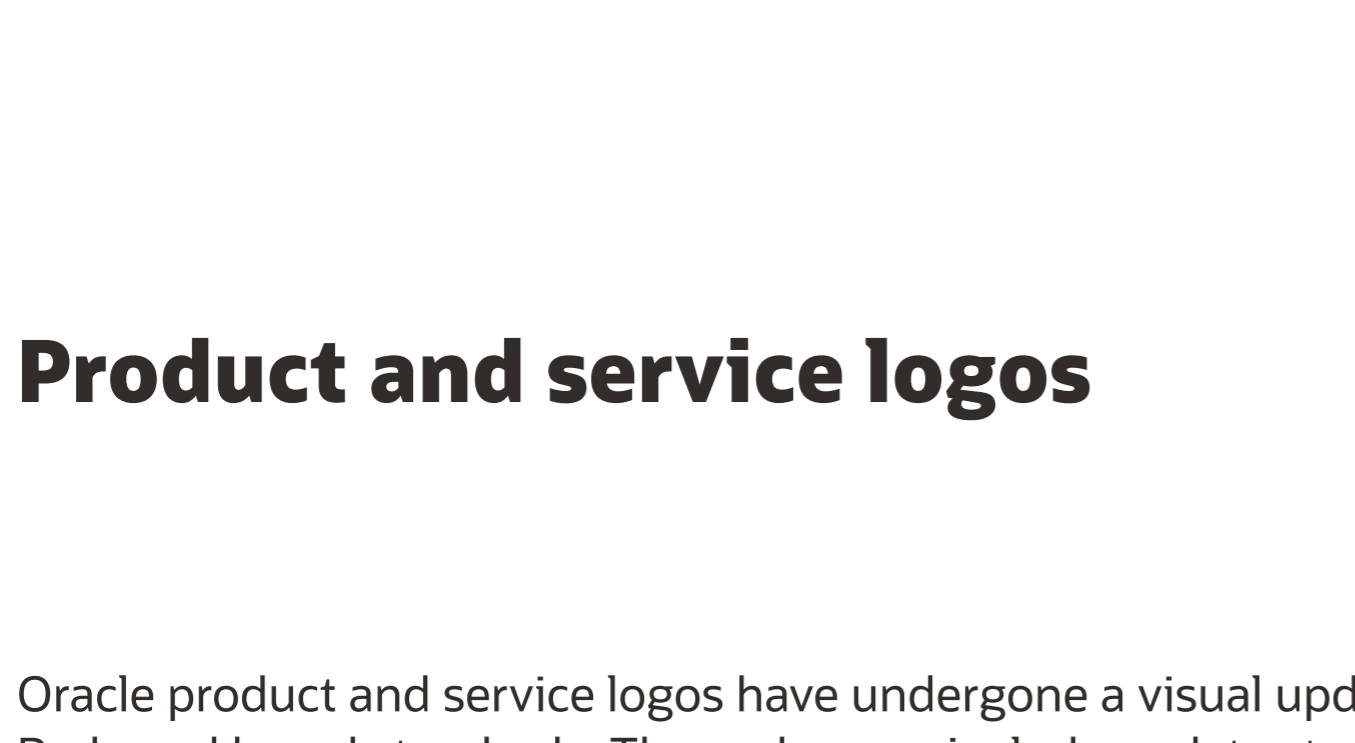 Product and service logos
Oracle product and service logos have undergone a visual upd